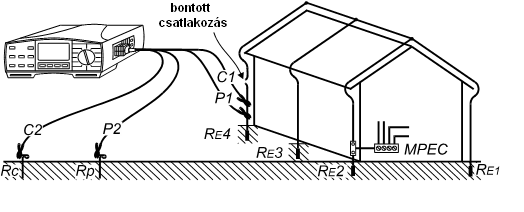 bontott
csatlakozás
C1
P1
C2
P2
RE4
RE3
MPEC
Rc
Rp
RE2
RE1